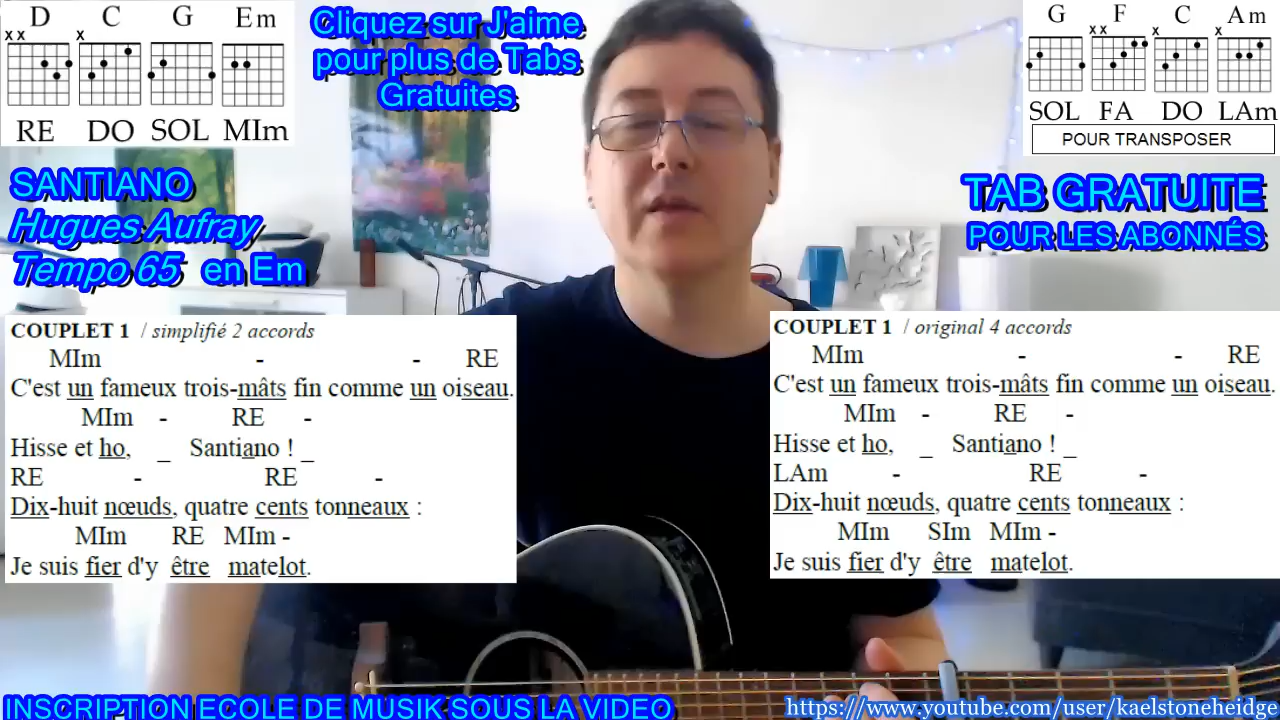 D C G Em
xx x
RE DO SOL MIm
Cliquez sur J'aime
pour plus de Tabs
Gratuites
G F C Am
xx x x
SOL FA DO LAm
POUR TRANSPOSER
SANTIANO
Hugues Aufray
Tempo 65 en Em
TAB GRATUITE
POUR LES ABONNÉS
COUPLET 1 / simplifié 2 accords
MIm - - RE
C'est un fameux trois-mâts fin comme un oiseau.
MIm - RE -
Hisse et ho, _ Santiano ! _
RE - RE -
Dix-huit nœuds, quatre cents tonneaux :
MIm RE MIm -
Je suis fier d'y être matelot.
COUPLET 1 / original 4 accords
MIm - - RE
C'est un fameux trois-mâts fin comme un oiseau.
MIm - RE -
Hisse et ho, _ Santiano ! _
LAm - RE -
Dix-huit nœuds, quatre cents tonneaux :
MIm SIm MIm -
Je suis fier d'y être matelot.
INSCRIPTION ECOLE DE MUSIK SOUS LA VIDEO
https://www.youtube.com/user/kaelstoneheidge